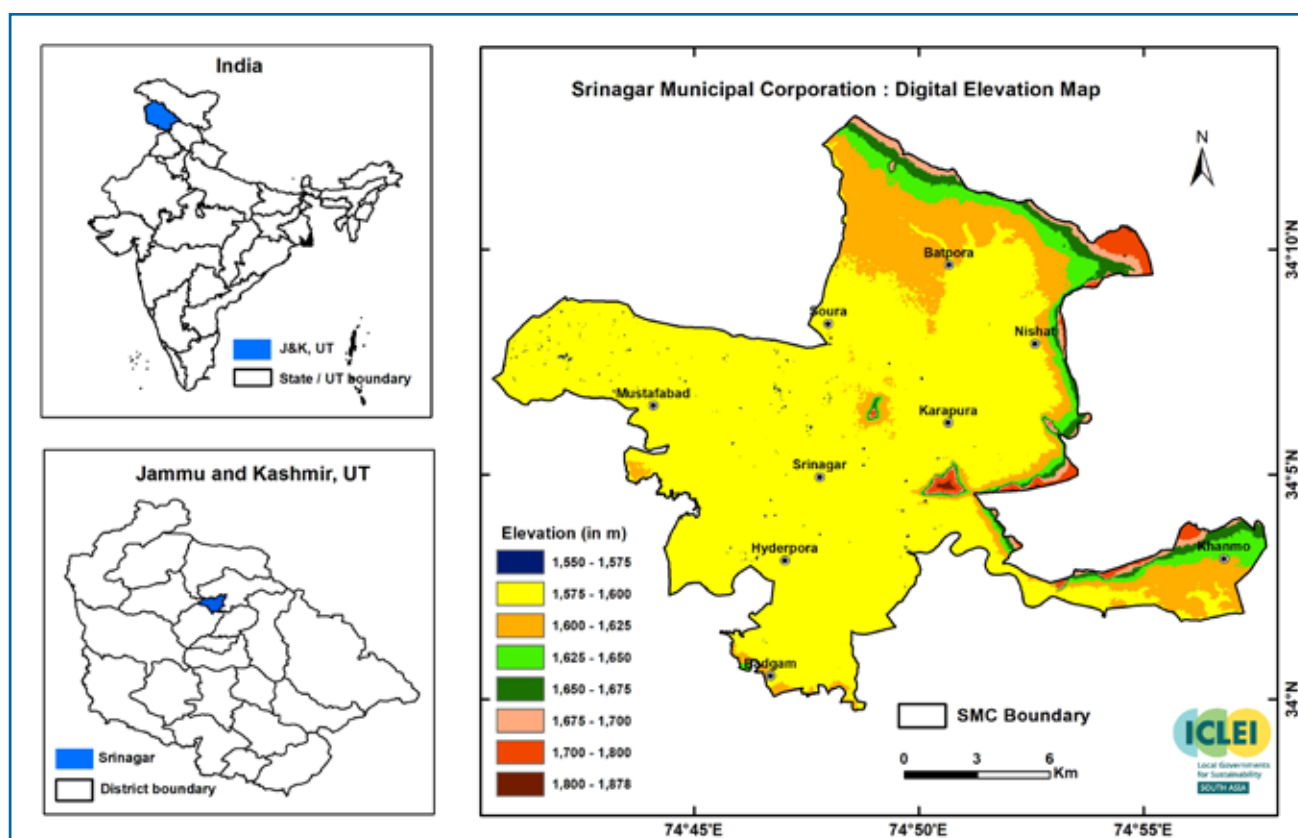 India
J&K, UT
State / UT boundary
Jammu and Kashmir, UT
Srinagar
District boundary
Srinagar Municipal Corporation : Digital Elevation Map
N
Batpora
Soura
Nishat
Mustafabad
Karapura
Srinagar
Hyderpora
Khanmo
Budgam
Elevation (in m)
1,550 - 1,575
1,575 - 1,600
1,600 - 1,625
1,625 - 1,650
1,650 - 1,675
1,675 - 1,700
1,700 - 1,800
1,800 - 1,878
SMC Boundary
0 3 6
Km
ICLEI
Local Governments
for Sustainability
SOUTH ASIA
34°10'N
34°5'N
34°N
74°45'E 74°50'E 74°55'E